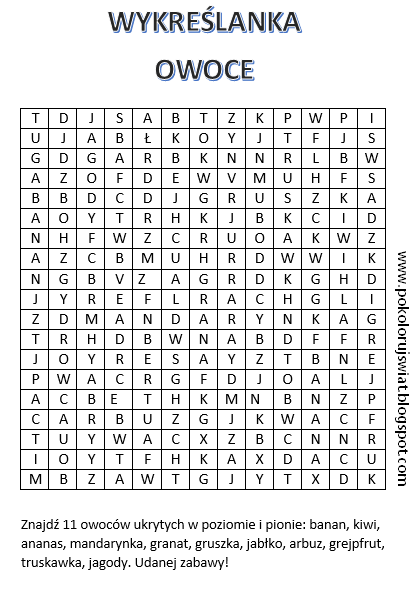 WYKREŚLANKA
OWOCE
T D J S A B T Z K P W P I
U J A B Ł K O Y J T F J S
G D G A R B K N N R L B W
A Z O F D E W V M U H F S
B B D C D J G R U S Z K A
A O Y T R H K J B K C I D
N H F W Z C R U O A K W Z
A Z C B M U H R D W W I K
N G B V Z A G R D K G H D
J Y R E F L R A C H G L I
Z D M A N D A R Y N K A G
T R H D B W N A B D F F R
J O Y R E S A Y Z T B N E
P W A C R G F D J O A L J
A C B E T H K M N B N Z P
C A R B U Z G J K W A C F
T U Y W A C X Z B C N N R
I O Y T F H K A X D A C U
M B Z A W T G J Y T X D K
www.pokolorujswiat.blogspot.com
Znajdź 11 owoców ukrytych w poziomie i pionie: banan, kiwi,
ananas, mandarynka, granat, gruszka, jabłko, arbuz, grejpfrut,
truskawka, jagody. Udanej zabawy!